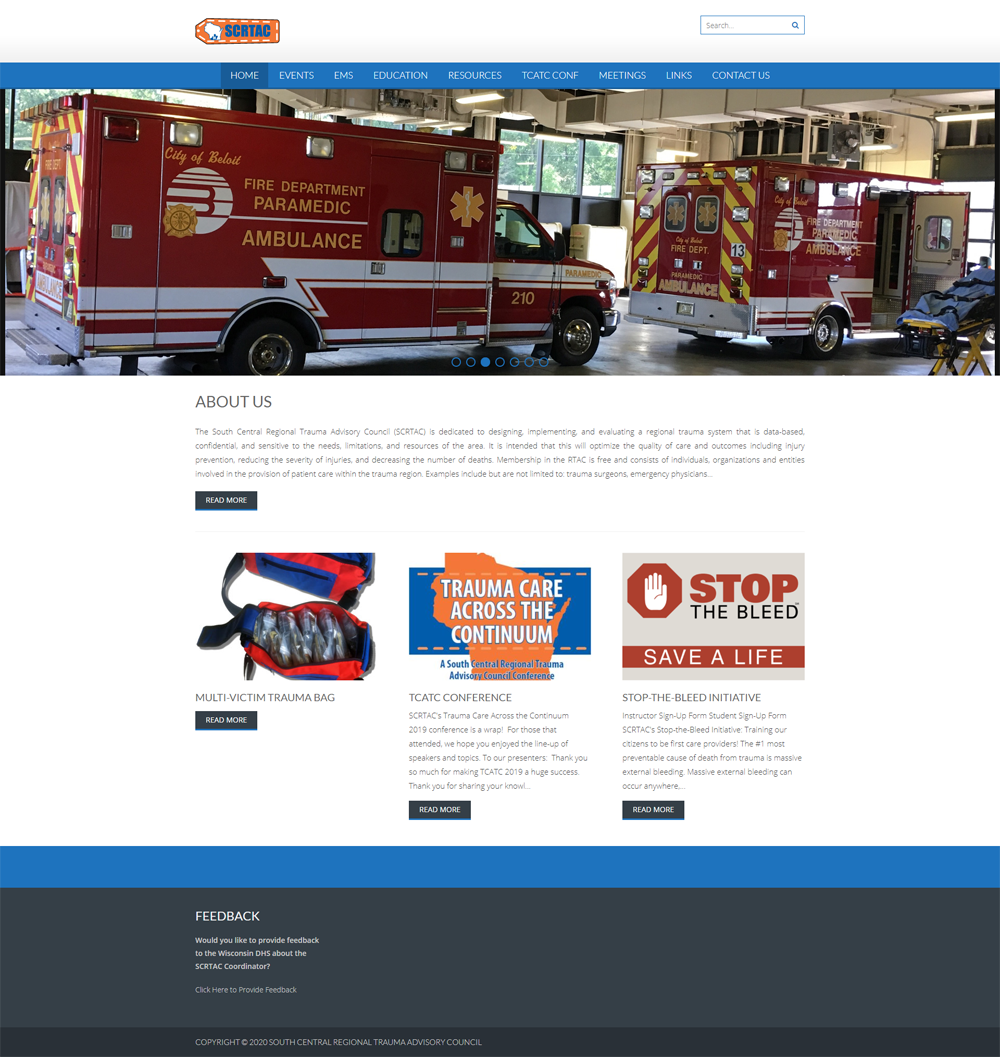 SCRTAC
Search...
HOME EVENTS EMS EDUCATION RESOURCES TCATC CONF MEETINGS LINKS CONTACT US
City of Beloit
FIRE DEPARTMENT
PARAMEDIC
AMBULANCE
FIRE DEPT.
PARAMEDIC
210
City of Beloit
FIRE DEPT.
13
PARAMEDIC
AMBULANCE
City of Beloit
FIRE DEPARTMENT
PARAMEDIC
AMBULANCE
ABOUT US
The South Central Regional Trauma Advisory Council (SCRTAC) is dedicated to designing, implementing, and evaluating a regional trauma system that is data-based,
confidential, and sensitive to the needs, limitations, and resources of the area. It is intended that this will optimize the quality of care and outcomes including injury
prevention, reducing the severity of injuries, and decreasing the number of deaths. Membership in the RTAC is free and consists of individuals, organizations and entities
involved in the provision of patient care within the trauma region. Examples include but are not limited to: trauma surgeons, emergency physicians...
READ MORE
MULTI-VICTIM TRAUMA BAG
READ MORE
TRAUMA CARE
ACROSS THE
CONTINUUM
A South Central Regional Trauma
Advisory Council Conference
TCATC CONFERENCE
SCRTAC's Trauma Care Across the Continuum
2019 conference is a wrap!  For those that
attended, we hope you enjoyed the line-up of
speakers and topics. To our presenters:  Thank you
so much for making TCATC 2019 a huge success.
Thank you for sharing your knowl...
READ MORE
STOP
THE BLEED
SAVE A LIFE
STOP-THE-BLEED INITIATIVE
Instructor Sign-Up Form Student Sign-Up Form
SCRTAC's Stop-the-Bleed Initiative: Training our
citizens to be first care providers! The #1 most
preventable cause of death from trauma is massive
external bleeding. Massive external bleeding can
occur anywhere,...
READ MORE
FEEDBACK
Would you like to provide feedback
to the Wisconsin DHS about the
SCRTAC Coordinator?
Click Here to Provide Feedback.
COPYRIGHT © 2020 SOUTH CENTRAL REGIONAL TRAUMA ADVISORY COUNCIL